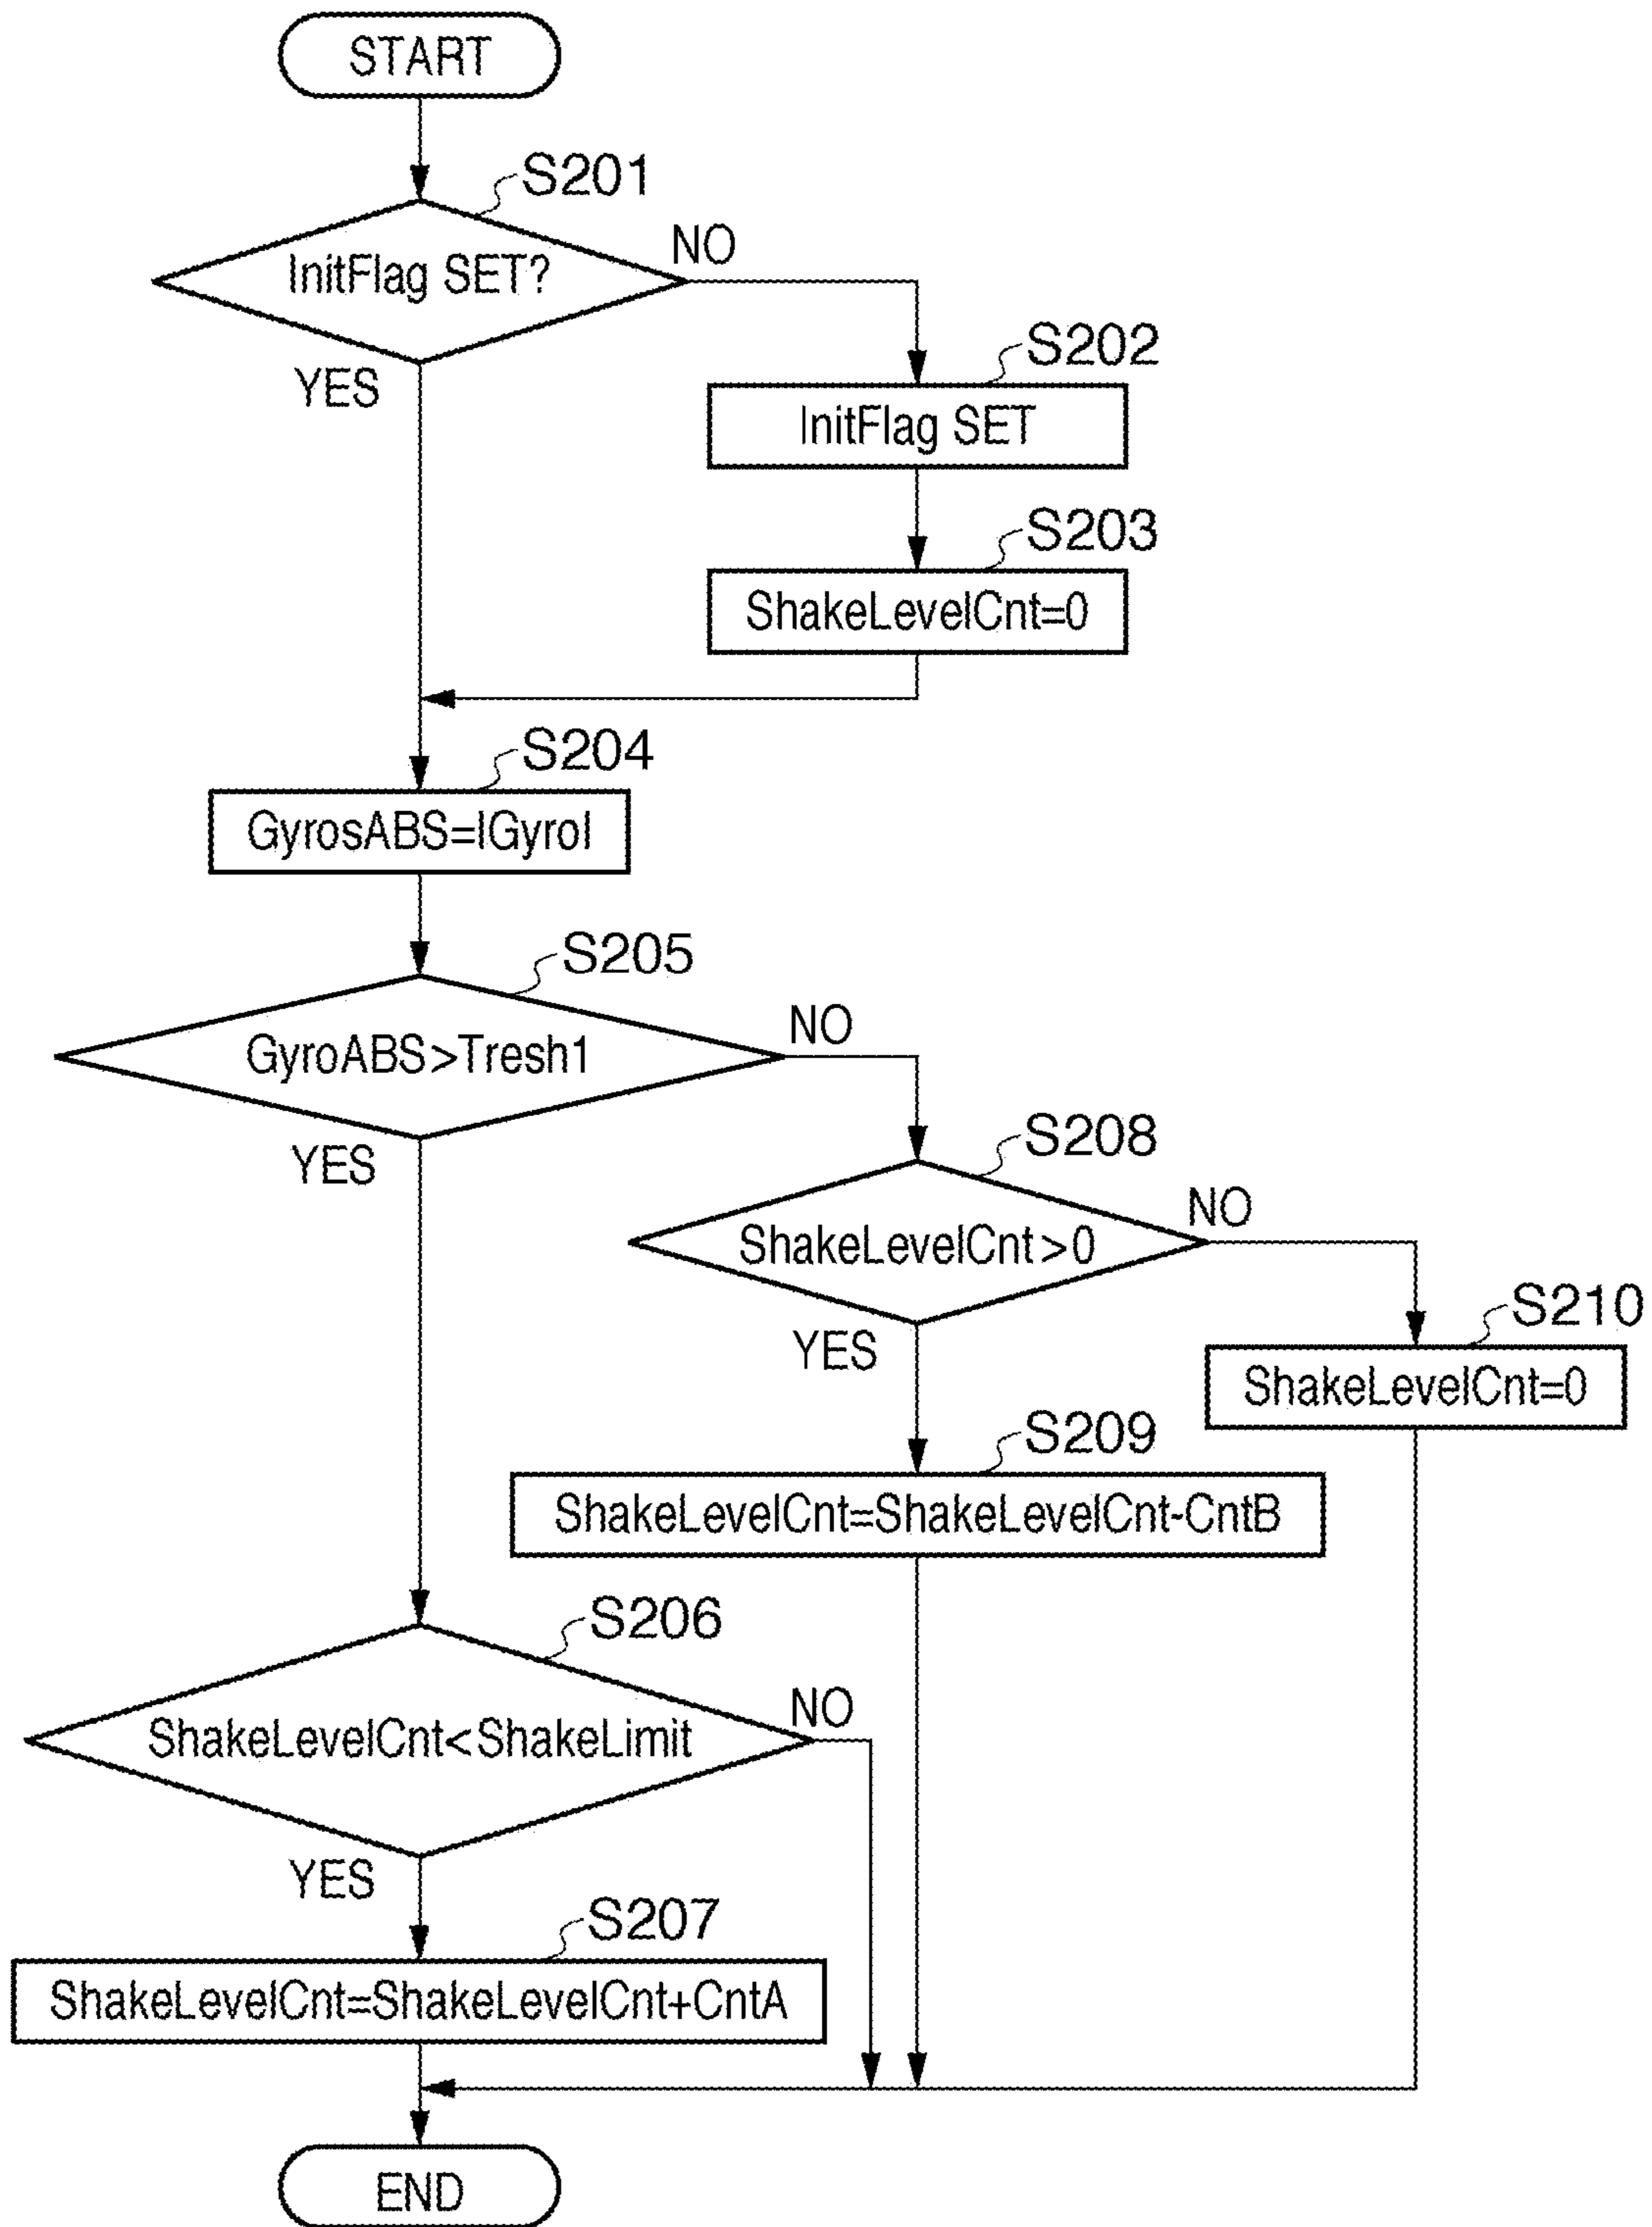 START
S201
InitFlag SET?
NO
YES
S202
InitFlag SET
S203
ShakeLevelCnt=0
S204
GyrosABS=|Gyro|
S205
GyroABS>Tresh1
NO
YES
S208
ShakeLevelCnt>0
NO
YES
S210
ShakeLevelCnt=0
S209
ShakeLevelCnt=ShakeLevelCnt-CntB
S206
ShakeLevelCnt<ShakeLimit
NO
YES
S207
ShakeLevelCnt=ShakeLevelCnt+CntA
END